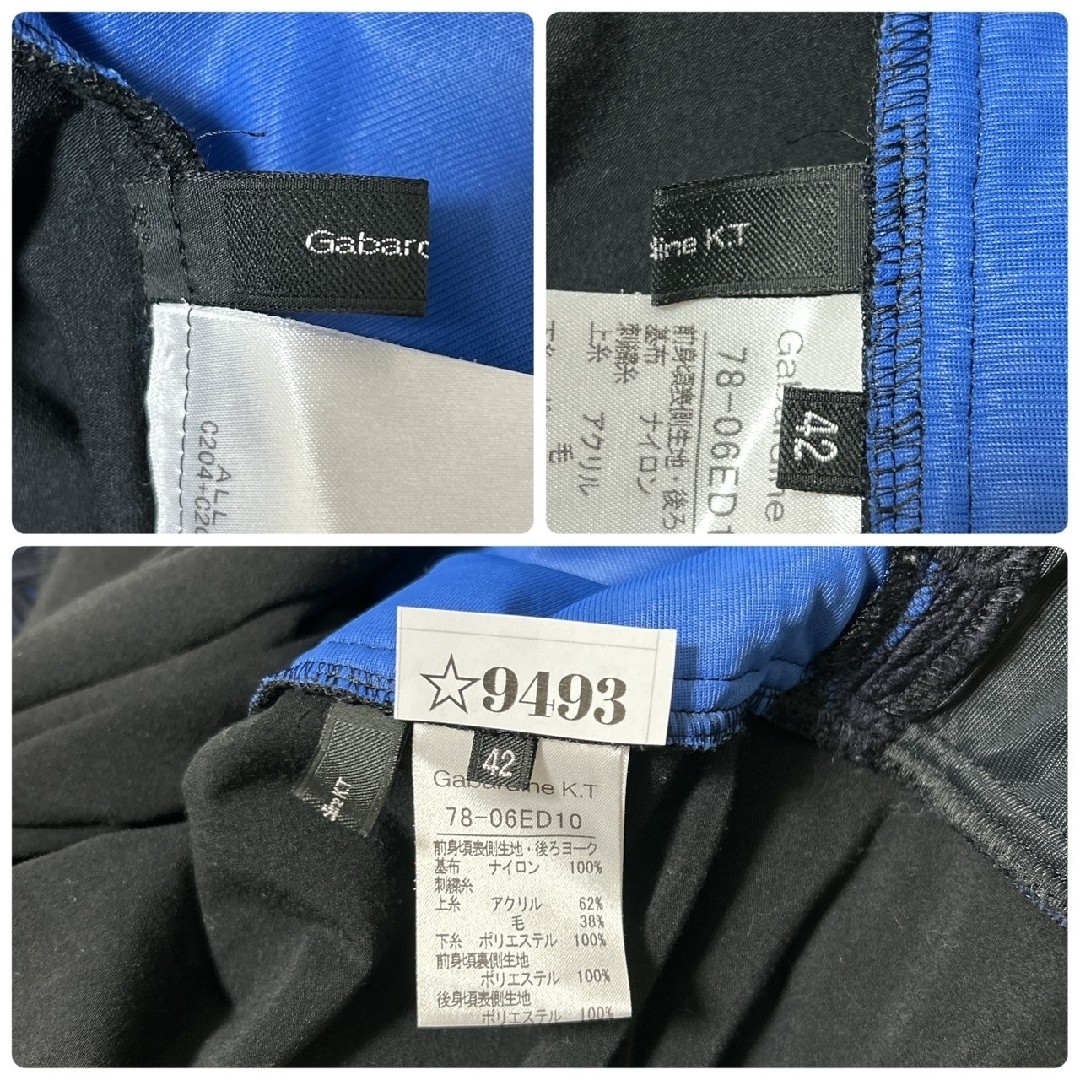 Gabard
ALL
C204+C20
dine K.T
42
Gabardine
78-06ED1
前身頃表側生地・後ろ
基布 ナイロン
刺繍糸
上糸 アクリル
毛
下糸
☆9493
dine K.T
42
Gabardine K.T
78-06ED10
前身頃表側生地・後ろヨーク
基布 ナイロン 100%
刺繍糸
上糸 アクリル 62%
毛 38%
下糸 ポリエステル 100%
前身頃裏側生地
ポリエステル 100%
後身頃表側生地
ポリエステル 100%